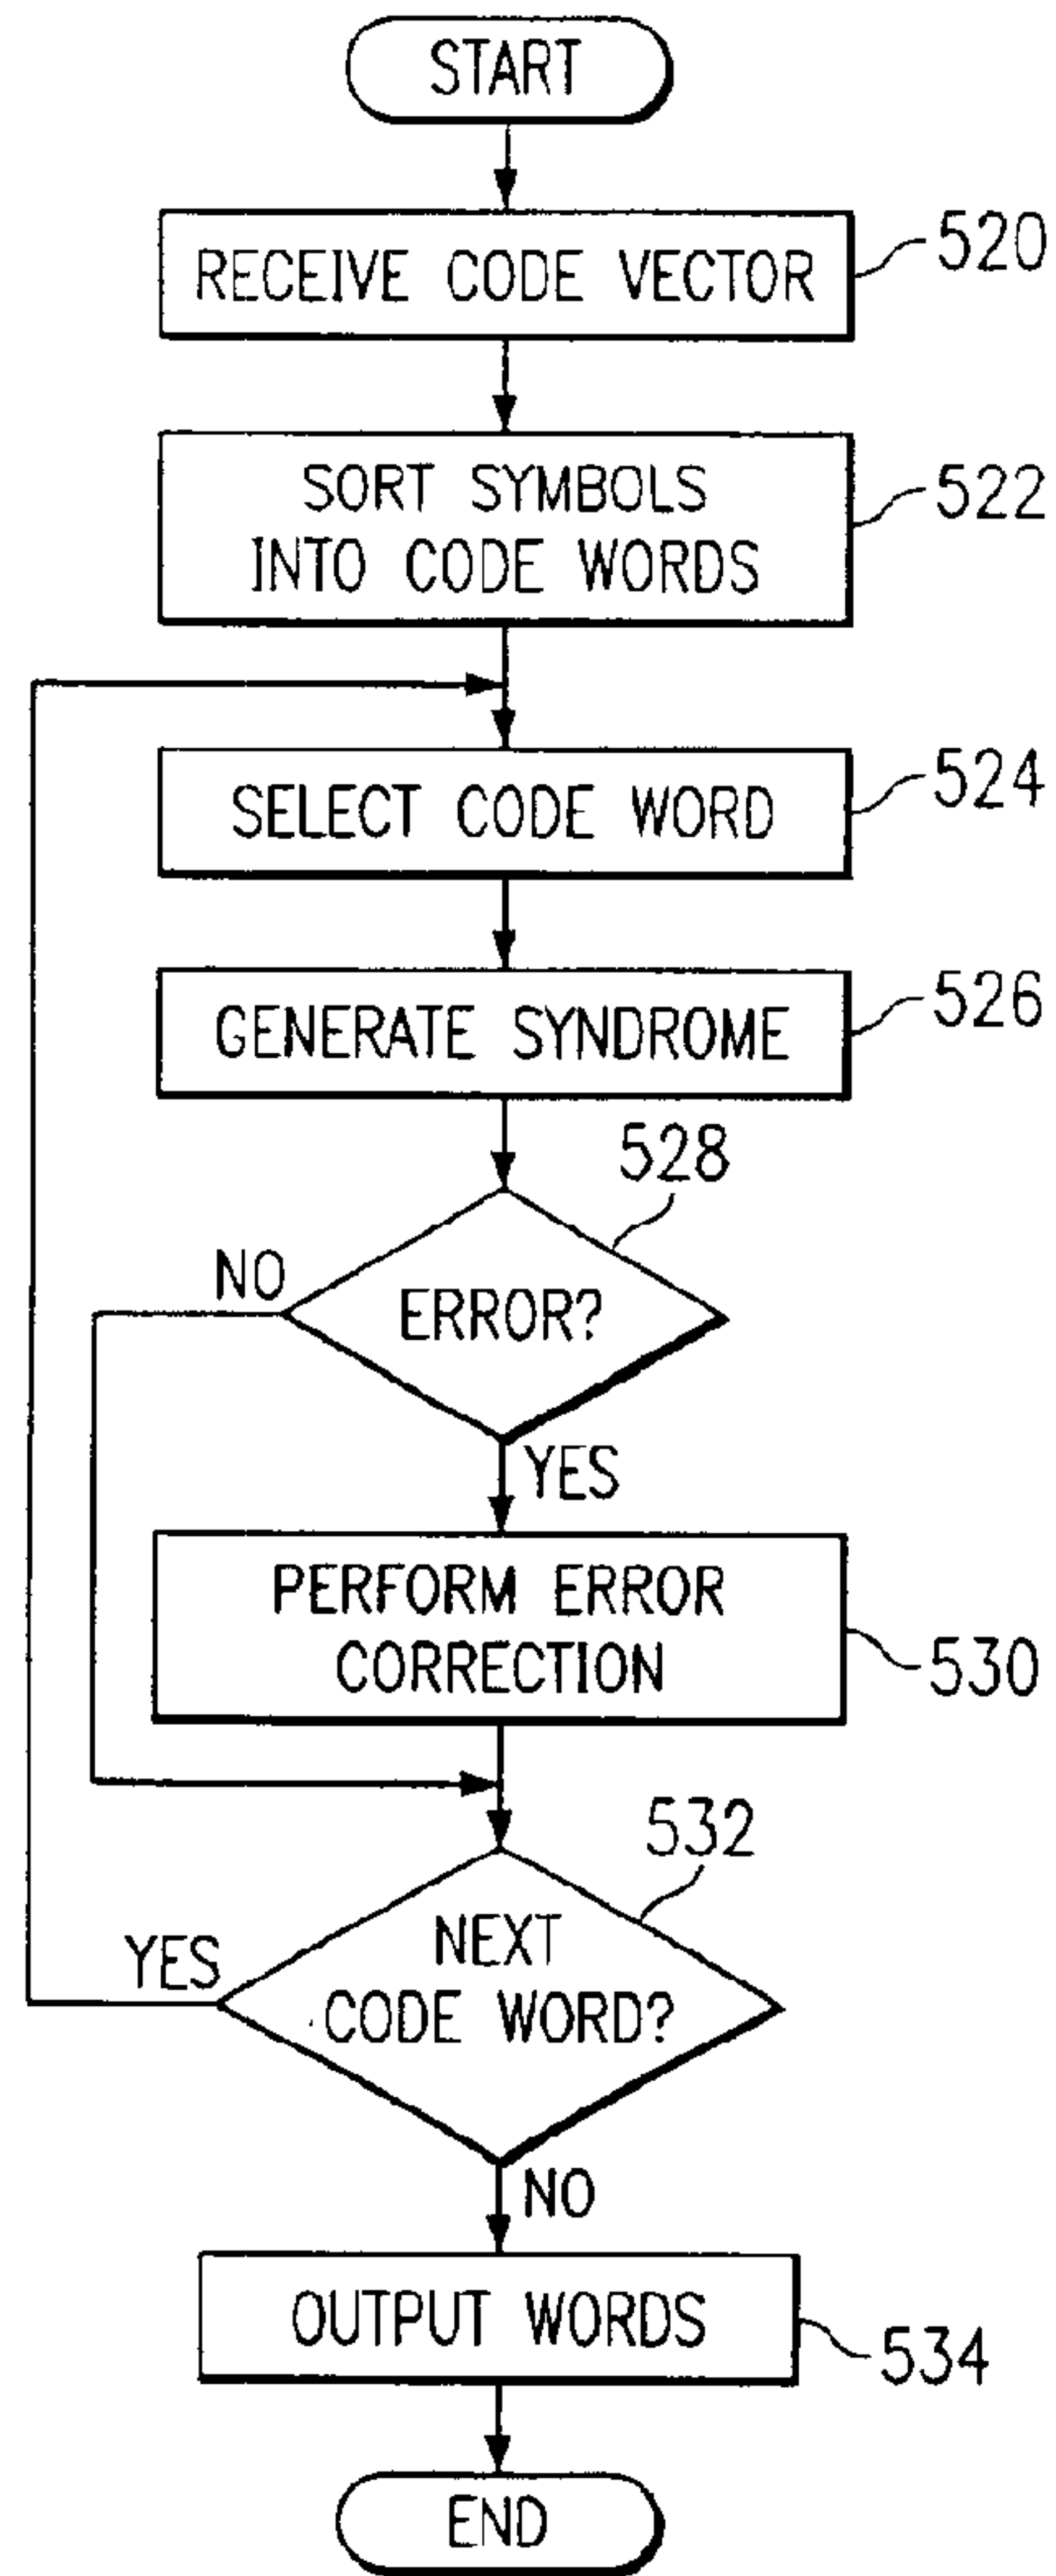 START
RECEIVE CODE VECTOR
520
SORT SYMBOLS
INTO CODE WORDS
522
SELECT CODE WORD
524
GENERATE SYNDROME
526
528
NO
ERROR?
YES
PERFORM ERROR
CORRECTION
530
532
YES
NEXT
CODE WORD?
NO
OUTPUT WORDS
534
END